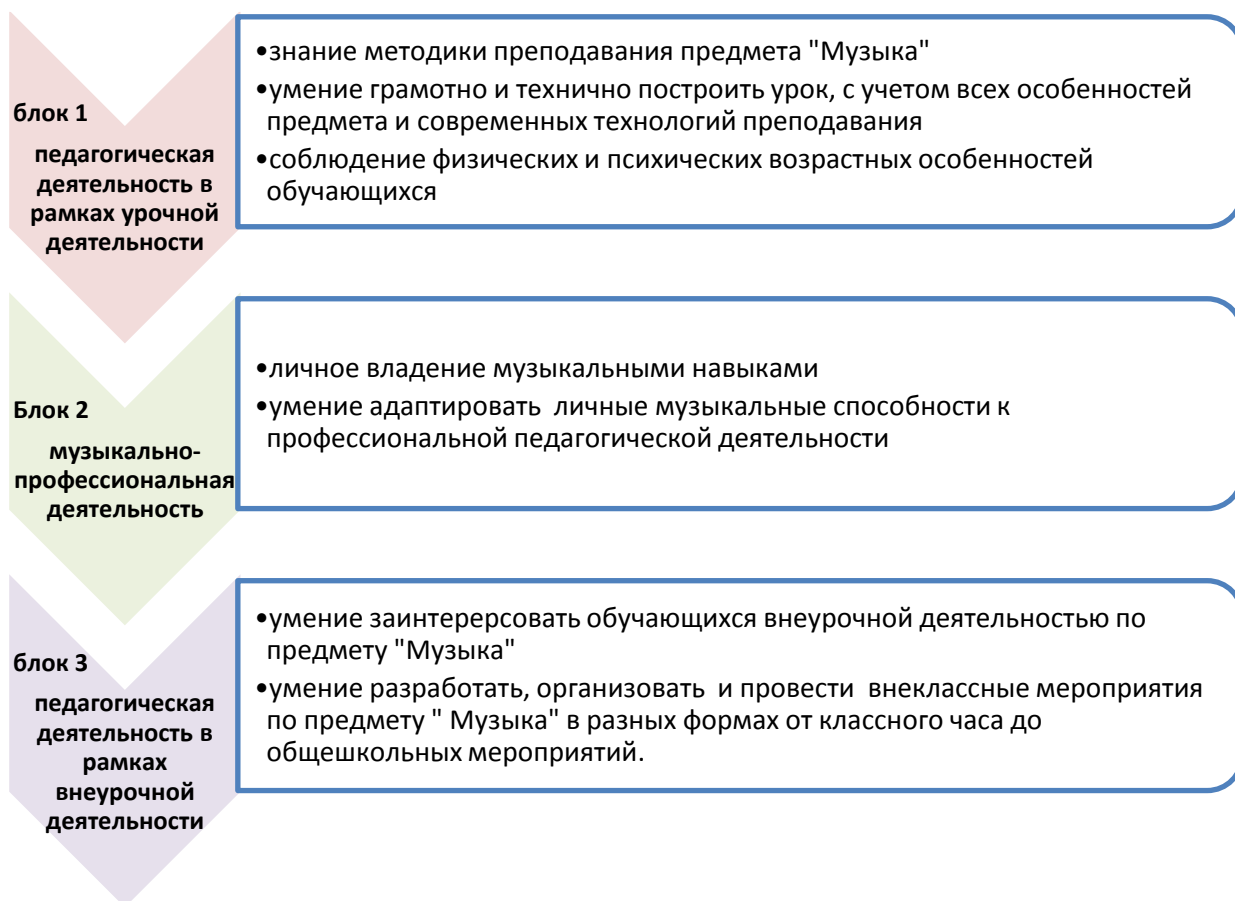 блок 1
педагогическая
деятельность в
рамках урочной
деятельности
•знание методики преподавания предмета "Музыка"
•умение грамотно и технично построить урок, с учетом всех особенностей
предмета и современных технологий преподавания
•соблюдение физических и психических возрастных особенностей
обучающихся
Блок 2
музыкально-
профессиональная
деятельность
•личное владение музыкальными навыками
•умение адаптировать  личные музыкальные способности к
профессиональной педагогической деятельности
блок 3
педагогическая
деятельность в
рамках
внеурочной
деятельности
•умение заинтерерсовать обучающихся внеурочной деятельностью по
предмету "Музыка"
•умение разработать, организовать  и провести  внеклассные мероприятия
по предмету " Музыка" в разных формах от классного часа до
общешкольных мероприятий.